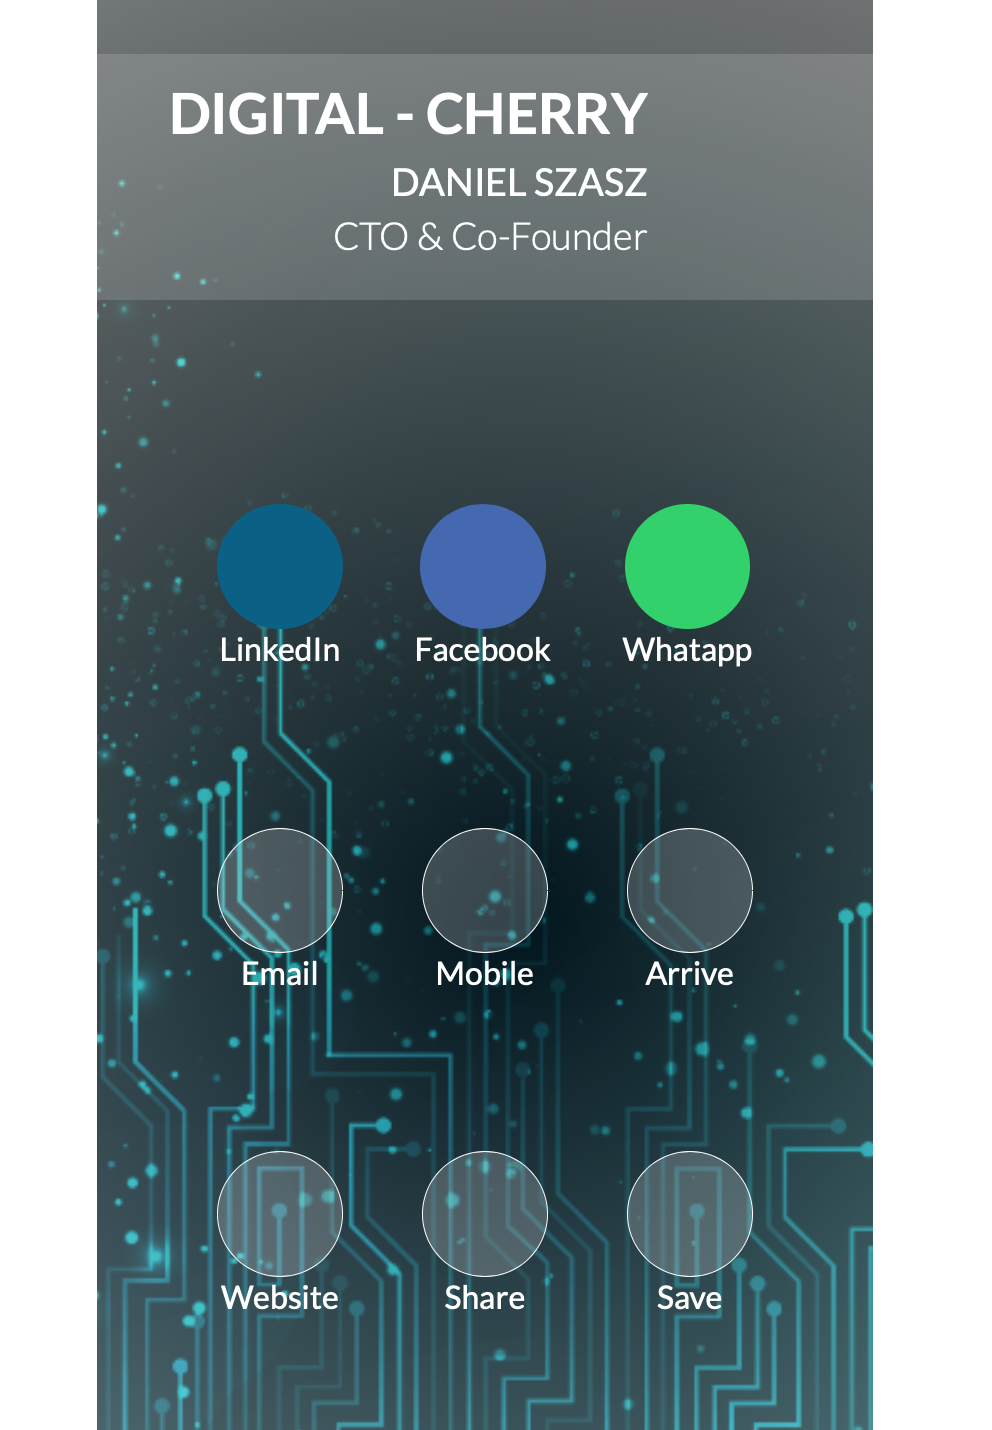 DIGITAL - CHERRY
DANIEL SZASZ
CTO & Co-Founder
LinkedIn Facebook Whatapp
Email Mobile Arrive
Website Share Save